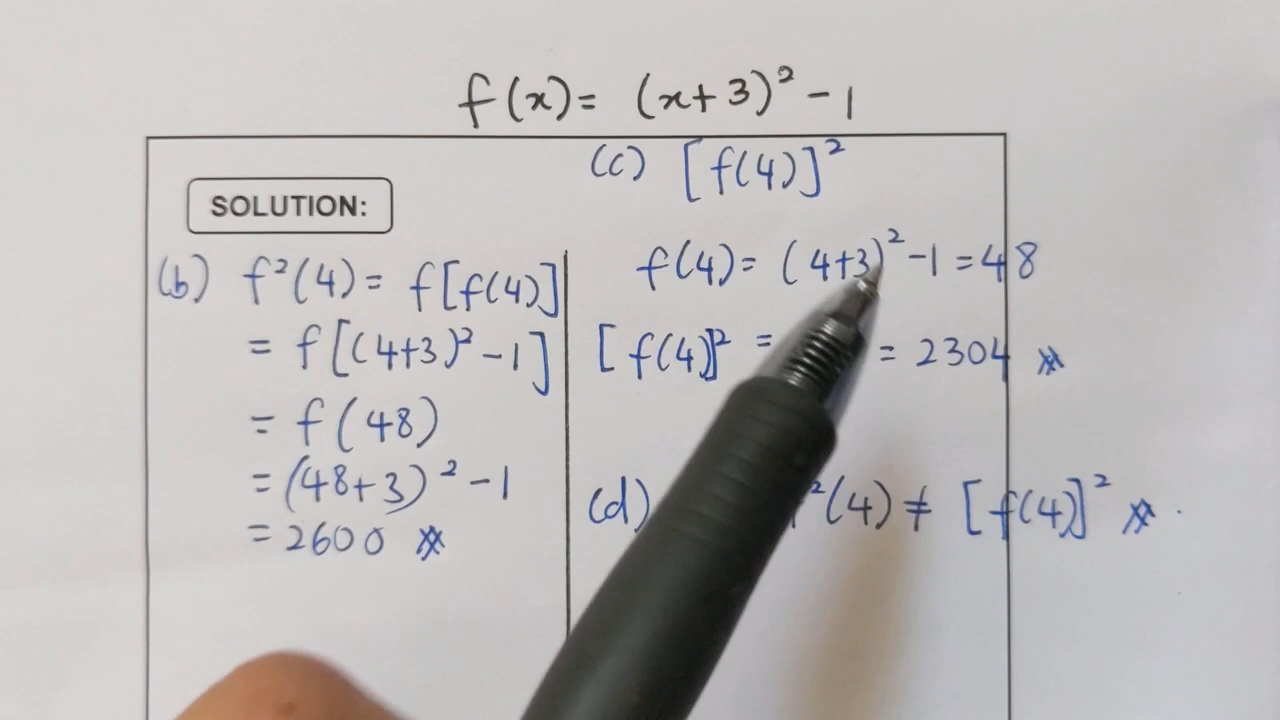 f(x) = (x+3)² - 1
SOLUTION:
(b) f²(4) = f[f(4)]
= f[(4+3)² - 1]
= f(48)
= (48+3)² - 1
= 2600
(c) [f(4)]²
f(4) = (4+3)² - 1 = 48
[f(4)]² = = 2304
(d) ²(4) ≠ [f(4)]²